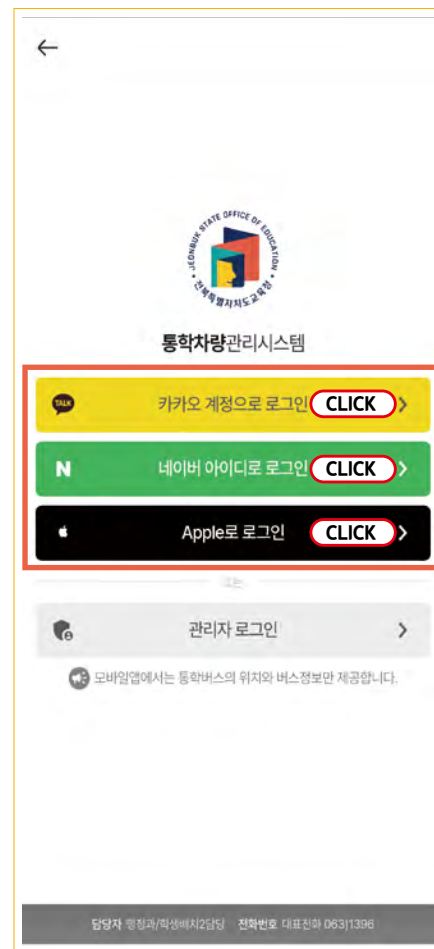 ←
JEONBUK STATE OFFICE OF EDUCATION
전북특별자치도교육청
통학차량관리시스템
TALK 카카오 계정으로 로그인 CLICK >
N 네이버 아이디로 로그인 CLICK >
Apple로 로그인 CLICK >
또는
관리자 로그인 >
모바일앱에서는 통학버스의 위치와 버스정보만 제공합니다.
담당자 행정과/학생배치2담당 전화번호 대표전화 063)1396